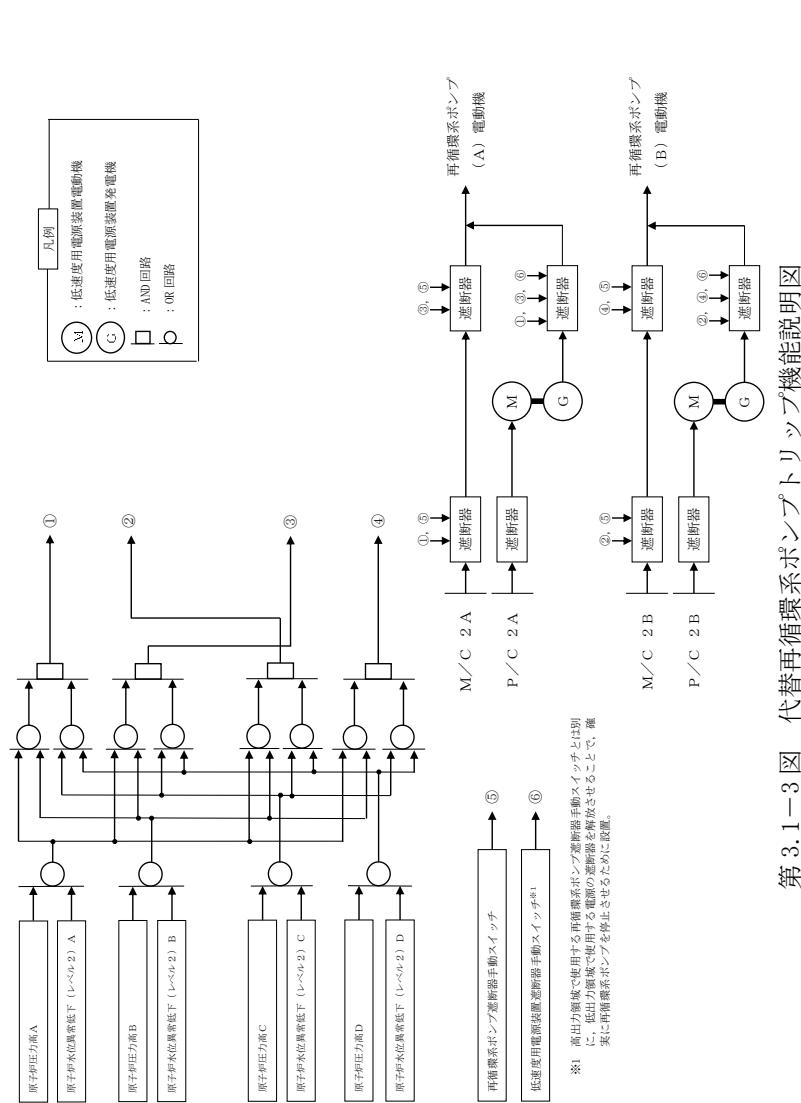 凡例
Ⓜ：低速度用電源装置電動機
Ⓖ：低速度用電源装置発電機
：AND 回路
：OR 回路
原子炉圧力高A
原子炉水位異常低下（レベル２）A
原子炉圧力高B
原子炉水位異常低下（レベル２）B
原子炉圧力高C
原子炉水位異常低下（レベル２）C
原子炉圧力高D
原子炉水位異常低下（レベル２）D
①
②
③
④
再循環系ポンプ遮断器手動スイッチ
⑤
低速度用電源装置遮断器手動スイッチ※1
⑥
※1　高出力領域で使用する再循環系ポンプ遮断器手動スイッチとは別
に，低出力領域で使用する電源の遮断器を解放させることで，確
実に再循環系ポンプを停止させるために設置。
M／C 2A
①，⑤
遮断器
③，⑤
遮断器
再循環系ポンプ
（A）電動機
P／C 2A
遮断器
M
G
①，③，⑥
遮断器
M／C 2B
②，⑤
遮断器
④，⑤
遮断器
再循環系ポンプ
（B）電動機
P／C 2B
遮断器
M
G
②，④，⑥
遮断器
第 3.1－3 図　代替再循環系ポンプトリップ機能説明図